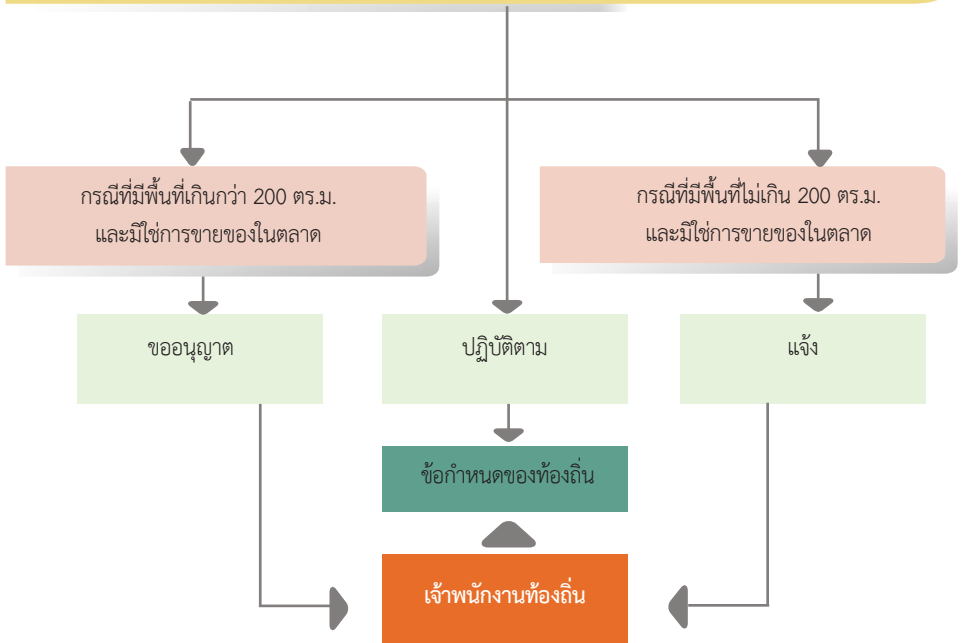 กรณีที่มีพื้นที่เกินกว่า 200 ตร.ม.
และมิใช่การขายของในตลาด
กรณีที่มีพื้นที่ไม่เกิน 200 ตร.ม.
และมิใช่การขายของในตลาด
ขออนุญาต
ปฏิบัติตาม
แจ้ง
ข้อกำหนดของท้องถิ่น
เจ้าพนักงานท้องถิ่น